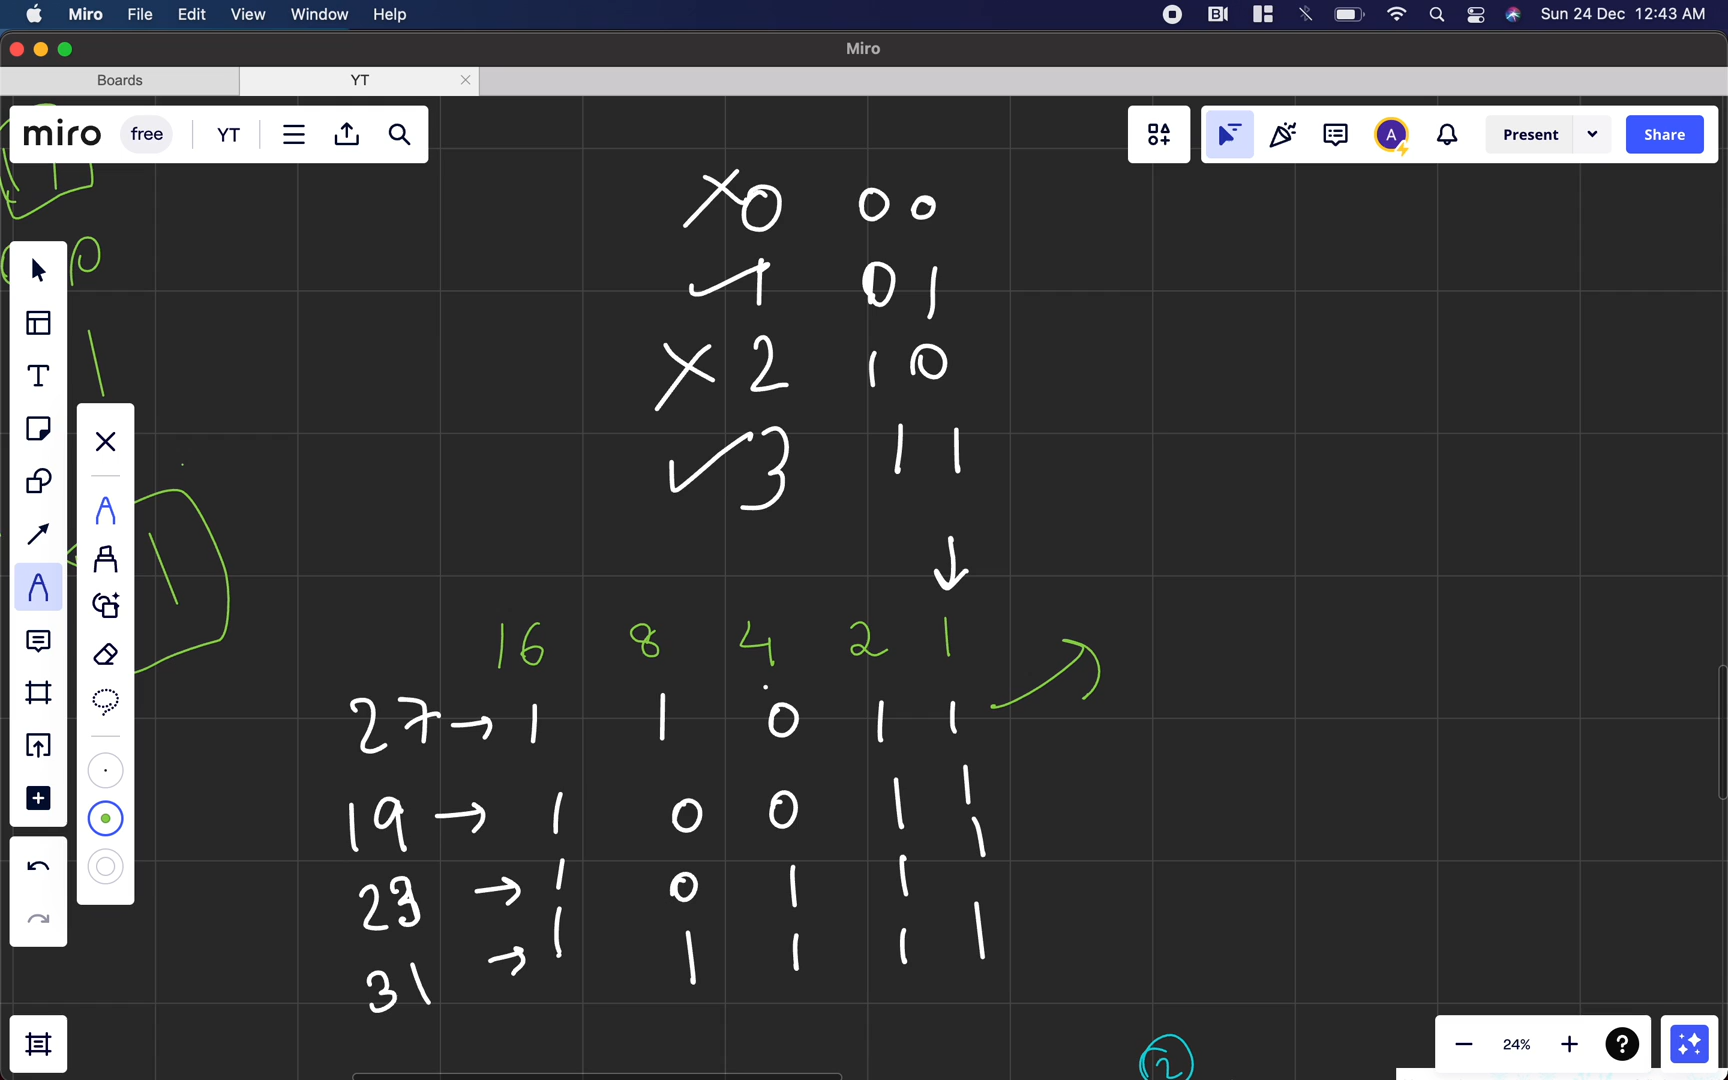 Miro File Edit View Window Help Sun 24 Dec 12:43 AM
Miro
Boards YT
miro free YT Present Share
0 0 0
1 0 1
2 1 0
3 1 1
16 8 4 2 1
27 → 1 1 0 1 1
19 → 1 0 0 1 1
23 → 1 0 1 1 1
31 → 1 1 1 1 1
2
24%